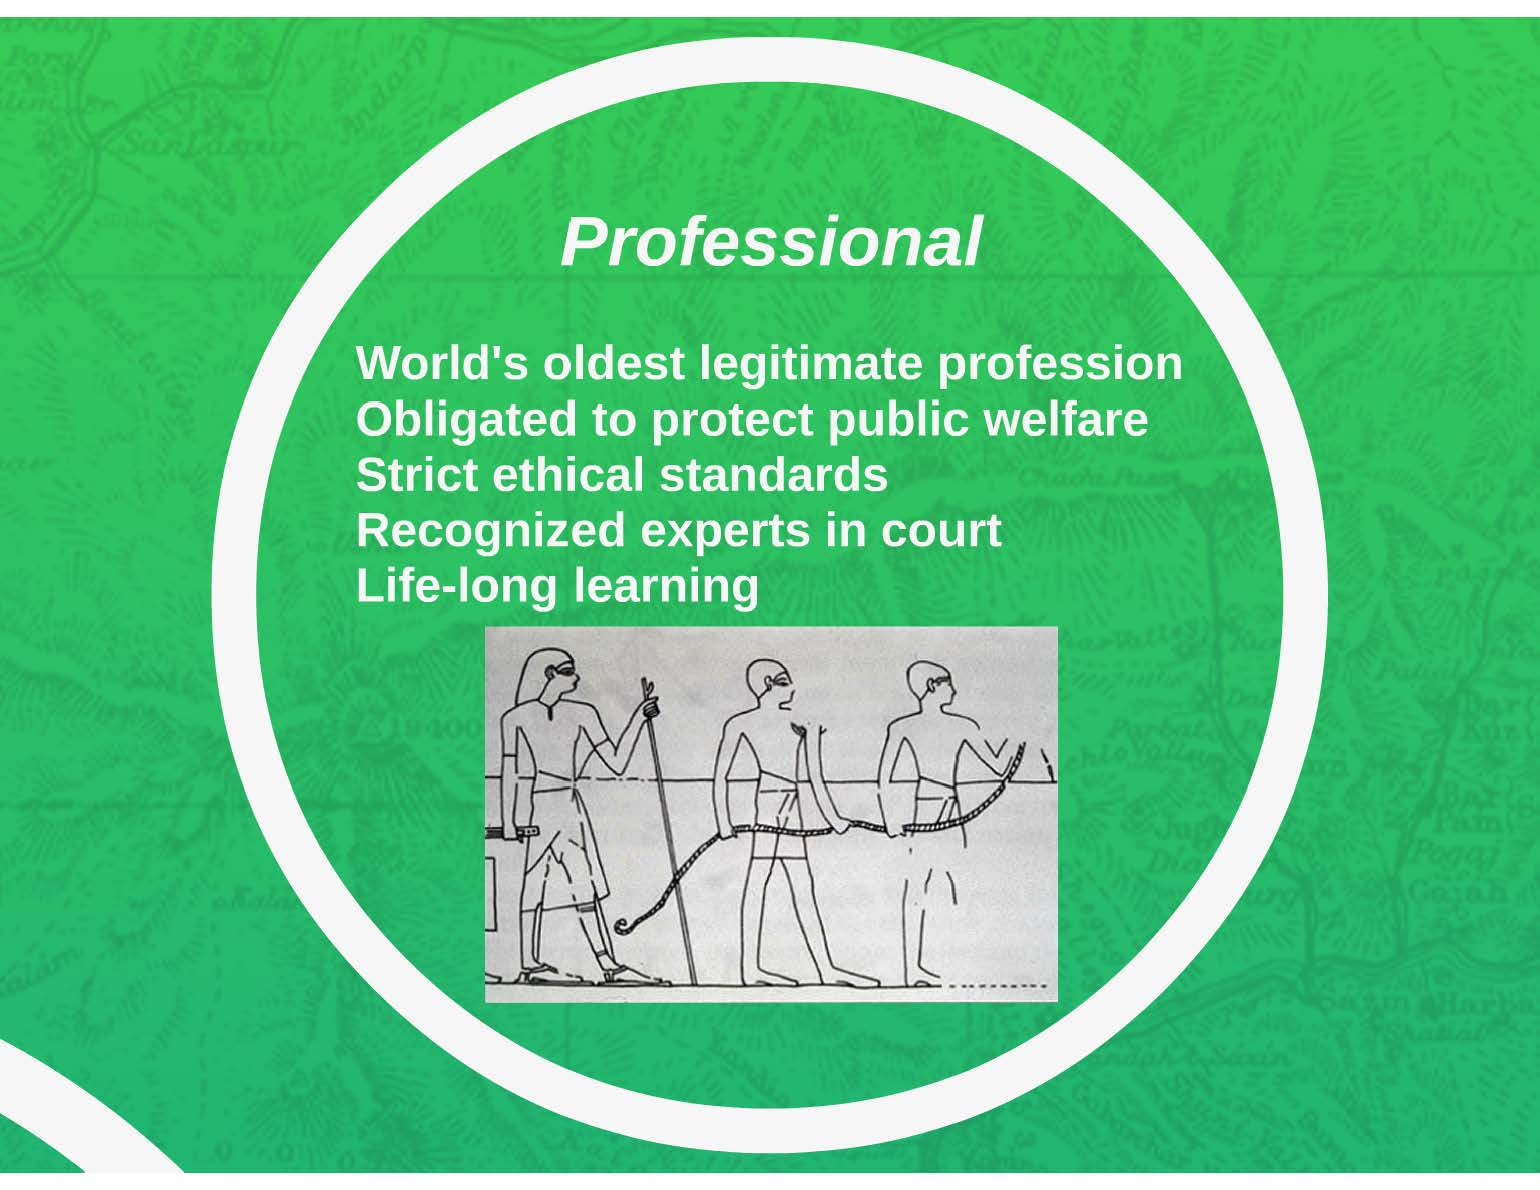 Professional
World's oldest legitimate profession
Obligated to protect public welfare
Strict ethical standards
Recognized experts in court
Life-long learning